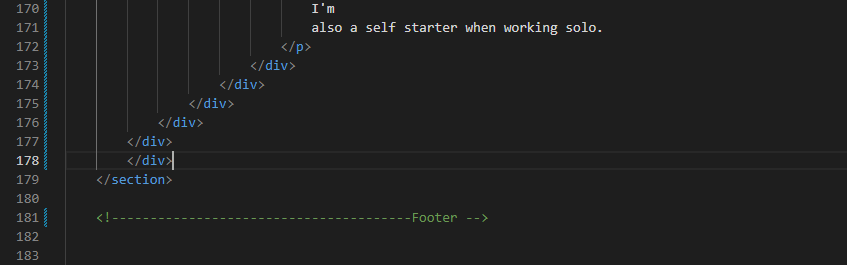 170 I'm
171 also a self starter when working solo.
172 </p>
173 </div>
174 </div>
175 </div>
176 </div>
177 </div>
178 </div>
179 </section>
180
181 <!---------------------------------------Footer -->
182
183